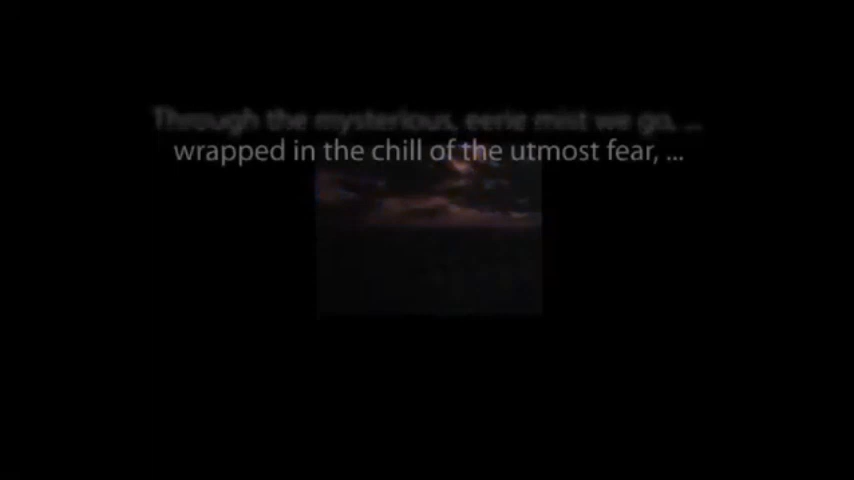 Through the mysterious, eerie mist we go, ...
wrapped in the chill of the utmost fear, ...